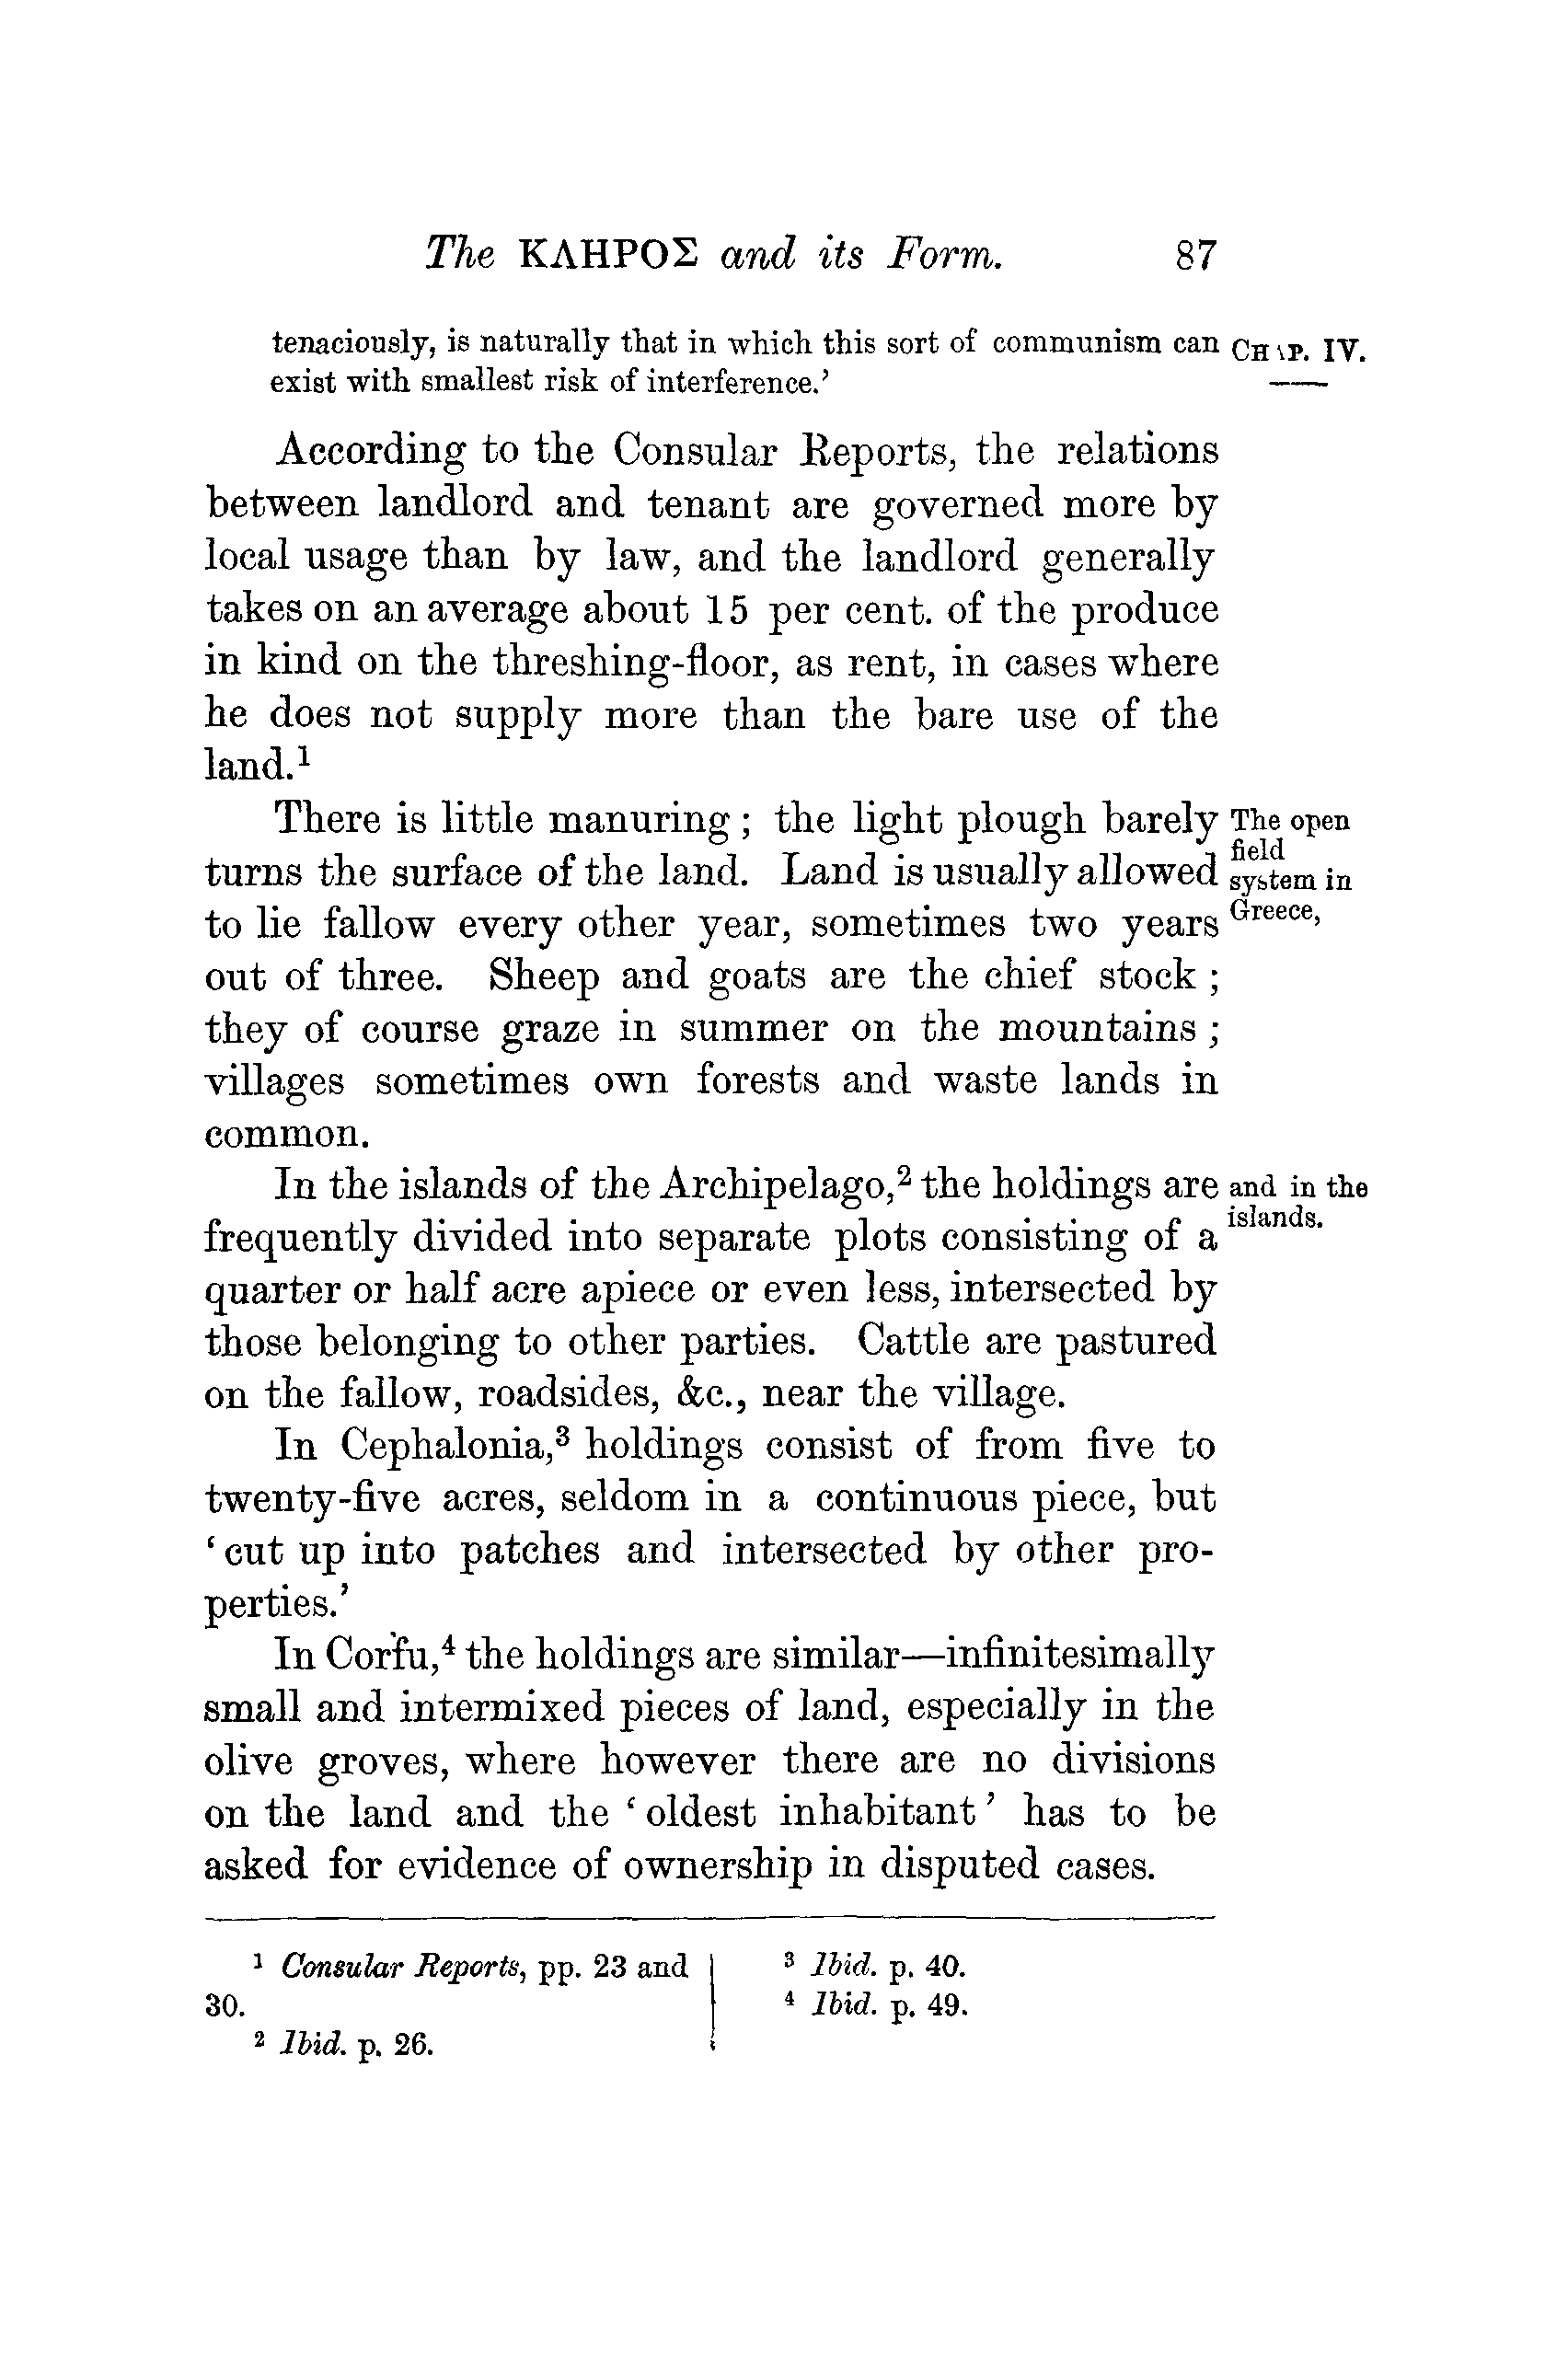 The ΚΛΗΡΟΣ and its Form. 87
tenaciously, is naturally that in which this sort of communism can
exist with smallest risk of interference.'
CHAP. IV.
According to the Consular Reports, the relations
between landlord and tenant are governed more by
local usage than by law, and the landlord generally
takes on an average about 15 per cent. of the produce
in kind on the threshing-floor, as rent, in cases where
he does not supply more than the bare use of the
land.¹
There is little manuring ; the light plough barely
turns the surface of the land. Land is usually allowed
to lie fallow every other year, sometimes two years
out of three. Sheep and goats are the chief stock ;
they of course graze in summer on the mountains ;
villages sometimes own forests and waste lands in
common.
The open
field
system in
Greece,
In the islands of the Archipelago,² the holdings are
frequently divided into separate plots consisting of a
quarter or half acre apiece or even less, intersected by
those belonging to other parties. Cattle are pastured
on the fallow, roadsides, &c., near the village.
and in the
islands.
In Cephalonia,³ holdings consist of from five to
twenty-five acres, seldom in a continuous piece, but
' cut up into patches and intersected by other pro-
perties.'
In Corfu,⁴ the holdings are similar—infinitesimally
small and intermixed pieces of land, especially in the
olive groves, where however there are no divisions
on the land and the ' oldest inhabitant ' has to be
asked for evidence of ownership in disputed cases.
¹ Consular Reports, pp. 23 and
30.
² Ibid. p. 26.
³ Ibid. p. 40.
⁴ Ibid. p. 49.